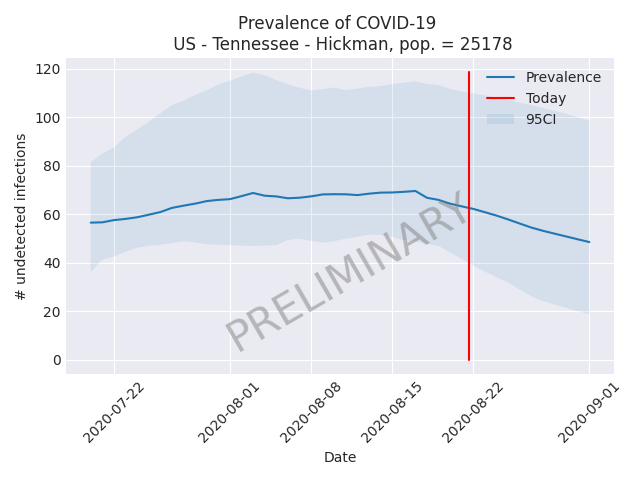 Prevalence of COVID-19
US - Tennessee - Hickman, pop. = 25178
120
100
80
60
40
20
0
# undetected infections
Prevalence
Today
95CI
PRELIMINARY
2020-07-22
2020-08-01
2020-08-08
2020-08-15
2020-08-22
2020-09-01
Date